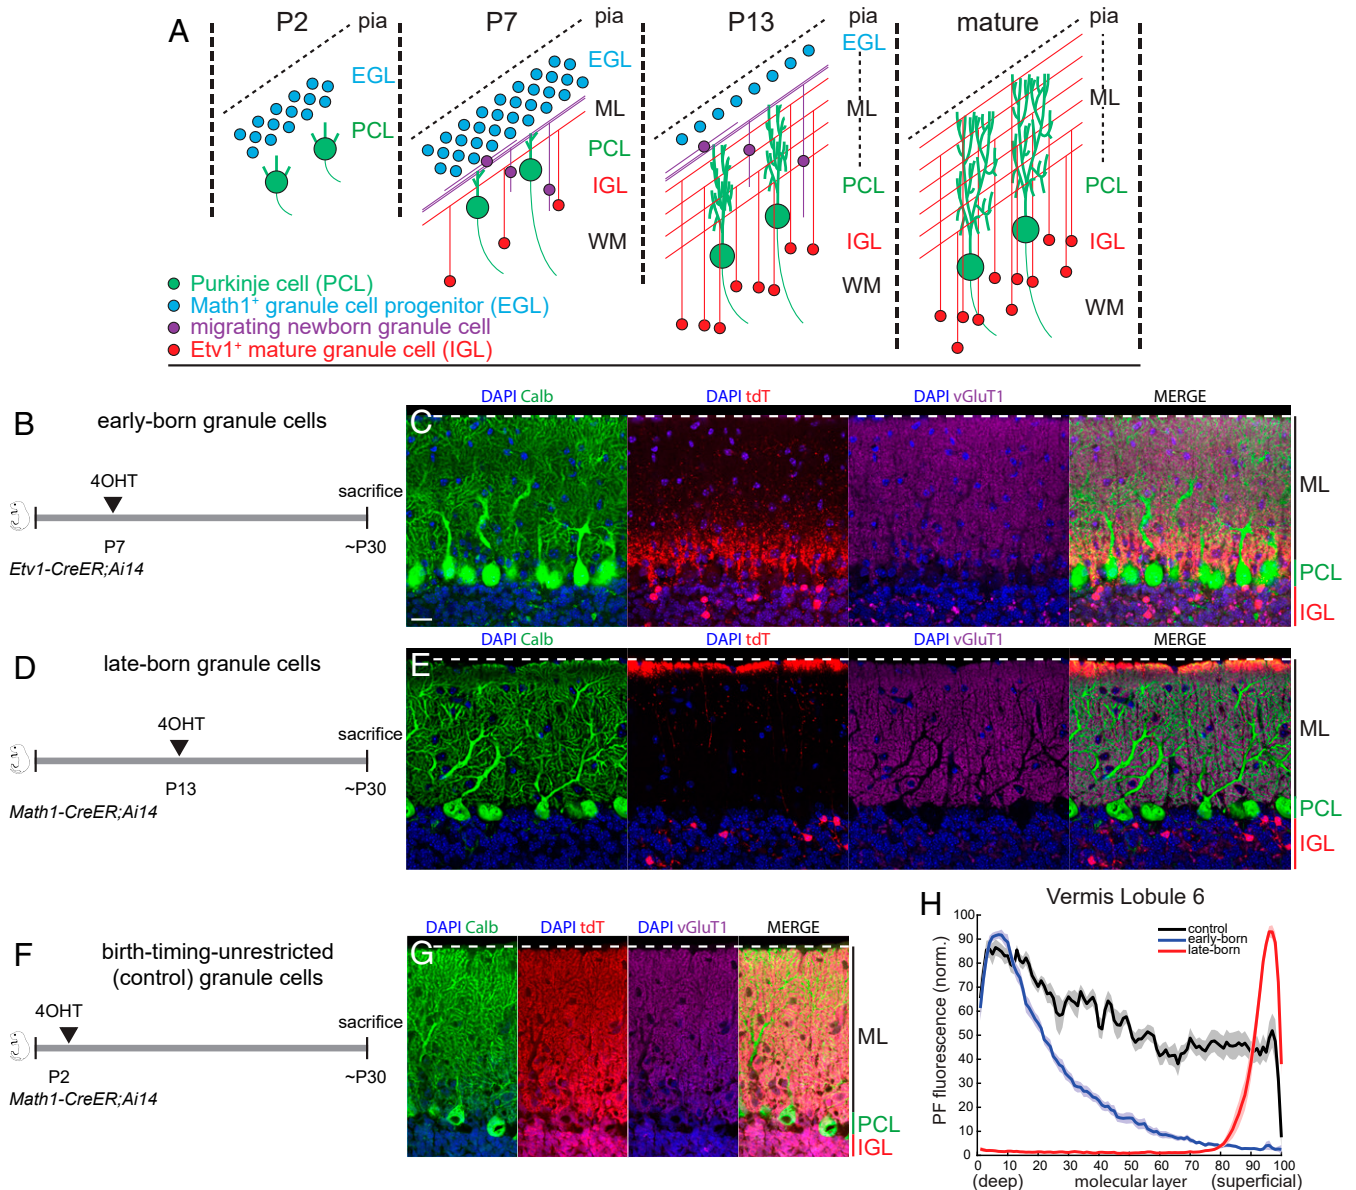 A
P2
pia
EGL
PCL
P7
pia
EGL
ML
PCL
IGL
WM
P13
pia
EGL
ML
PCL
IGL
WM
mature
pia
ML
PCL
IGL
WM
Purkinje cell (PCL)
Math1+ granule cell progenitor (EGL)
migrating newborn granule cell
Etv1+ mature granule cell (IGL)
B
early-born granule cells
4OHT
sacrifice
P7
~P30
Etv1-CreER;Ai14
C
DAPI Calb
DAPI tdT
DAPI vGluT1
MERGE
ML
PCL
IGL
D
late-born granule cells
4OHT
sacrifice
P13
~P30
Math1-CreER;Ai14
E
DAPI Calb
DAPI tdT
DAPI vGluT1
MERGE
ML
PCL
IGL
F
birth-timing-unrestricted
(control) granule cells
4OHT
sacrifice
P2
~P30
Math1-CreER;Ai14
G
DAPI Calb
DAPI tdT
DAPI vGluT1
MERGE
ML
PCL
IGL
H
Vermis Lobule 6
control
early-born
late-born
PF fluorescence (norm.)
100
90
80
70
60
50
40
30
20
10
0
0 10 20 30 40 50 60 70 80 90 100
(deep) molecular layer (superficial)